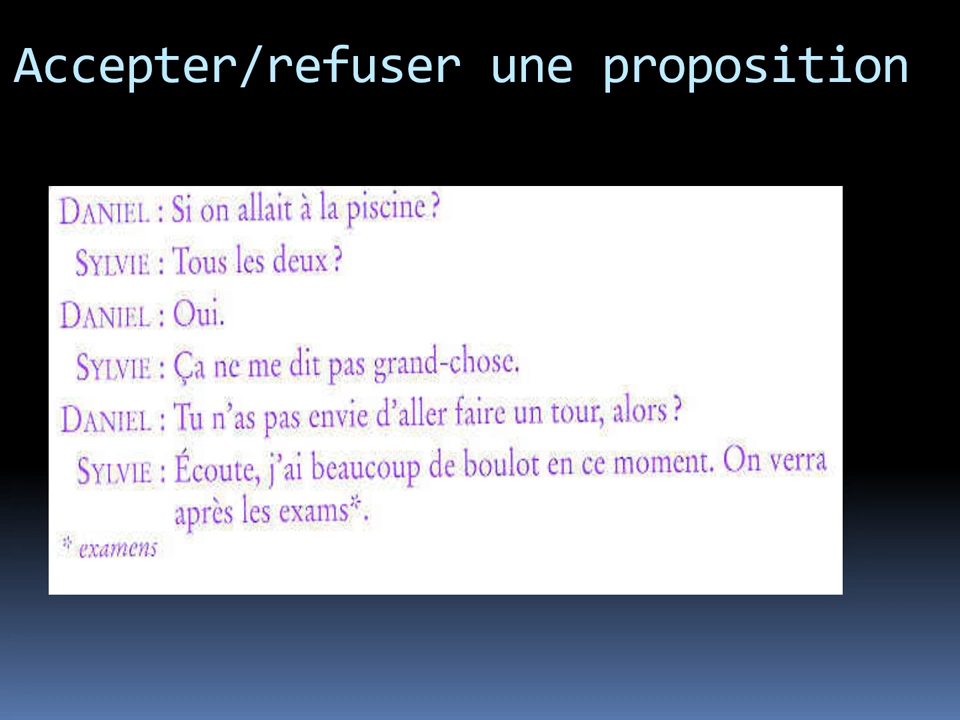 Accepter/refuser une proposition
DANIEL : Si on allait à la piscine ?
SYLVIE : Tous les deux ?
DANIEL : Oui.
SYLVIE : Ça ne me dit pas grand-chose.
DANIEL : Tu n'as pas envie d'aller faire un tour, alors ?
SYLVIE : Écoute, j'ai beaucoup de boulot en ce moment. On verra
après les exams*.
* examens